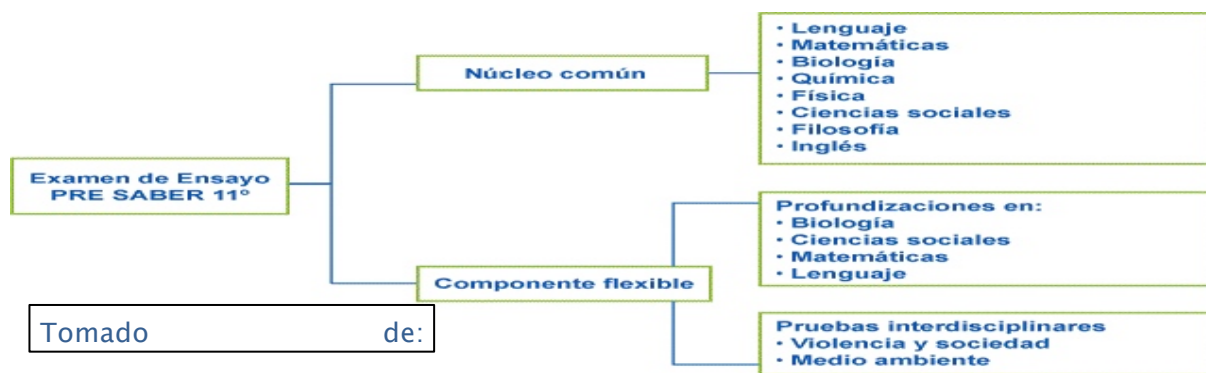 Examen de Ensayo
PRE SABER 11º
Núcleo común
• Lenguaje
• Matemáticas
• Biología
• Química
• Física
• Ciencias sociales
• Filosofía
• Inglés
Componente flexible
Profundizaciones en:
• Biología
• Ciencias sociales
• Matemáticas
• Lenguaje
Pruebas interdisciplinares
• Violencia y sociedad
• Medio ambiente
Tomado de: